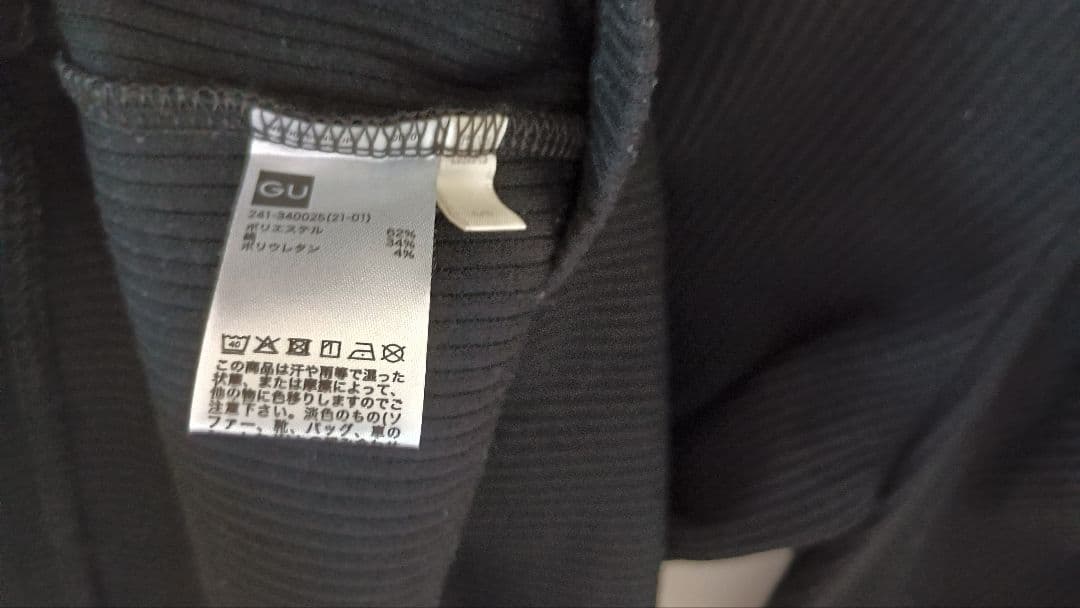 GU
241-340025(21-01)
ポリエステル 62%
綿 34%
ポリウレタン 4%
40
この商品は汗や雨等で湿った
状態、または摩擦によって、
他の物に色移りしますのでご
注意下さい。淡色のもの(ソ
ファー、靴、バッグ、車の